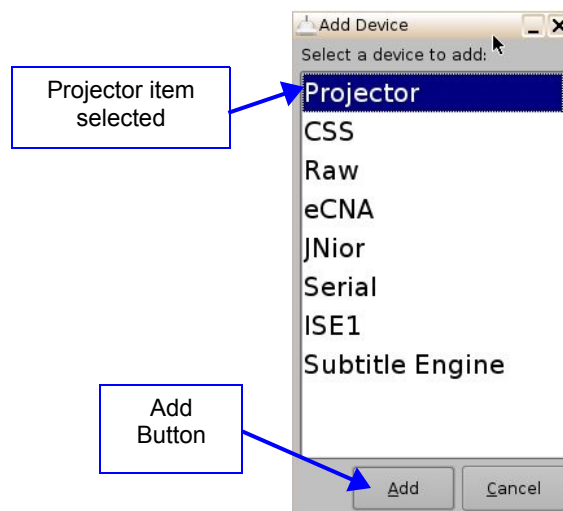 Add Device
Select a device to add:
Projector item
selected
Projector
CSS
Raw
eCNA
JNior
Serial
ISE1
Subtitle Engine
Add
Button
Add
Cancel